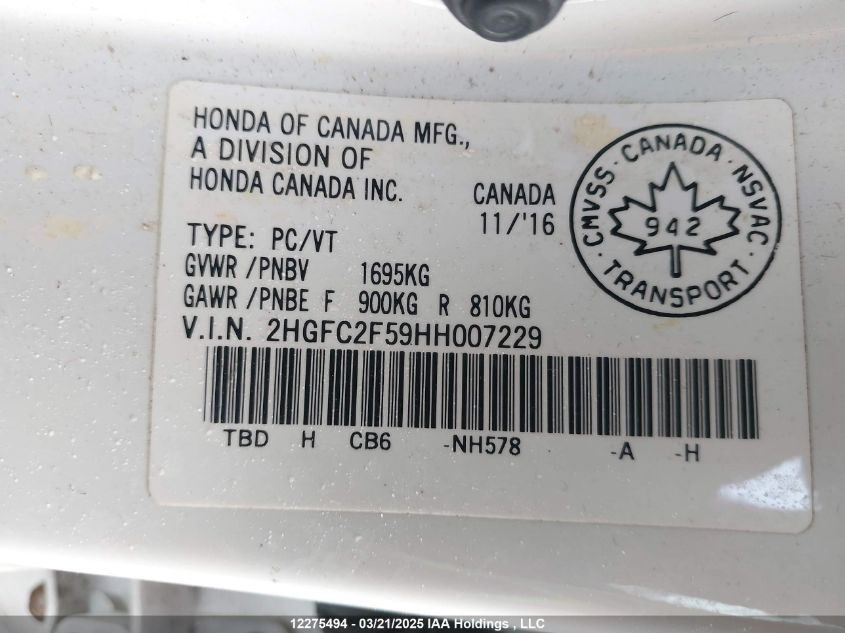 HONDA OF CANADA MFG.,
A DIVISION OF
HONDA CANADA INC.
CANADA
11/'16
CMVSS · CANADA · NSVAC
942
· TRANSPORT ·
TYPE: PC/VT
GVWR /PNBV 1695KG
GAWR /PNBE F 900KG R 810KG
V.I.N. 2HGFC2F59HH007229
TBD H CB6 -NH578 -A -H
12275494 - 03/21/2025 IAA Holdings , LLC